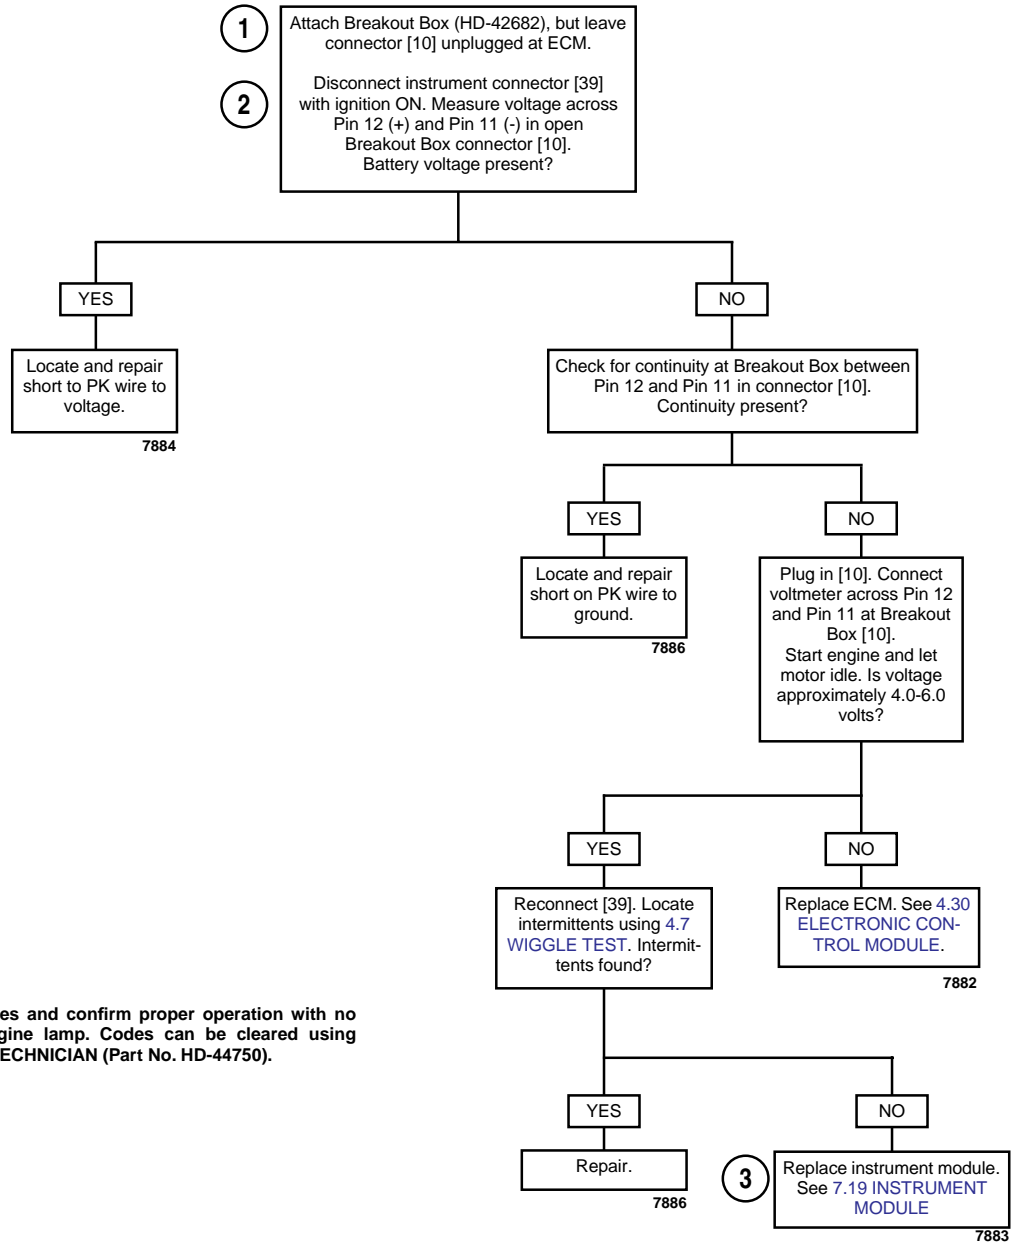 1
Attach Breakout Box (HD-42682), but leave
connector [10] unplugged at ECM.
2
Disconnect instrument connector [39]
with ignition ON. Measure voltage across
Pin 12 (+) and Pin 11 (-) in open
Breakout Box connector [10].
Battery voltage present?
YES
NO
Locate and repair
short to PK wire to
voltage.
7884
Check for continuity at Breakout Box between
Pin 12 and Pin 11 in connector [10].
Continuity present?
YES
NO
Locate and repair
short on PK wire to
ground.
7886
Plug in [10]. Connect
voltmeter across Pin 12
and Pin 11 at Breakout
Box [10].
Start engine and let
motor idle. Is voltage
approximately 4.0-6.0
volts?
YES
NO
Reconnect [39]. Locate
intermittents using 4.7
WIGGLE TEST. Intermit-
tents found?
Replace ECM. See 4.30
ELECTRONIC CON-
TROL MODULE.
7882
es and confirm proper operation with no
gine lamp. Codes can be cleared using
ECHNICIAN (Part No. HD-44750).
YES
NO
Repair.
7886
3
Replace instrument module.
See 7.19 INSTRUMENT
MODULE
7883